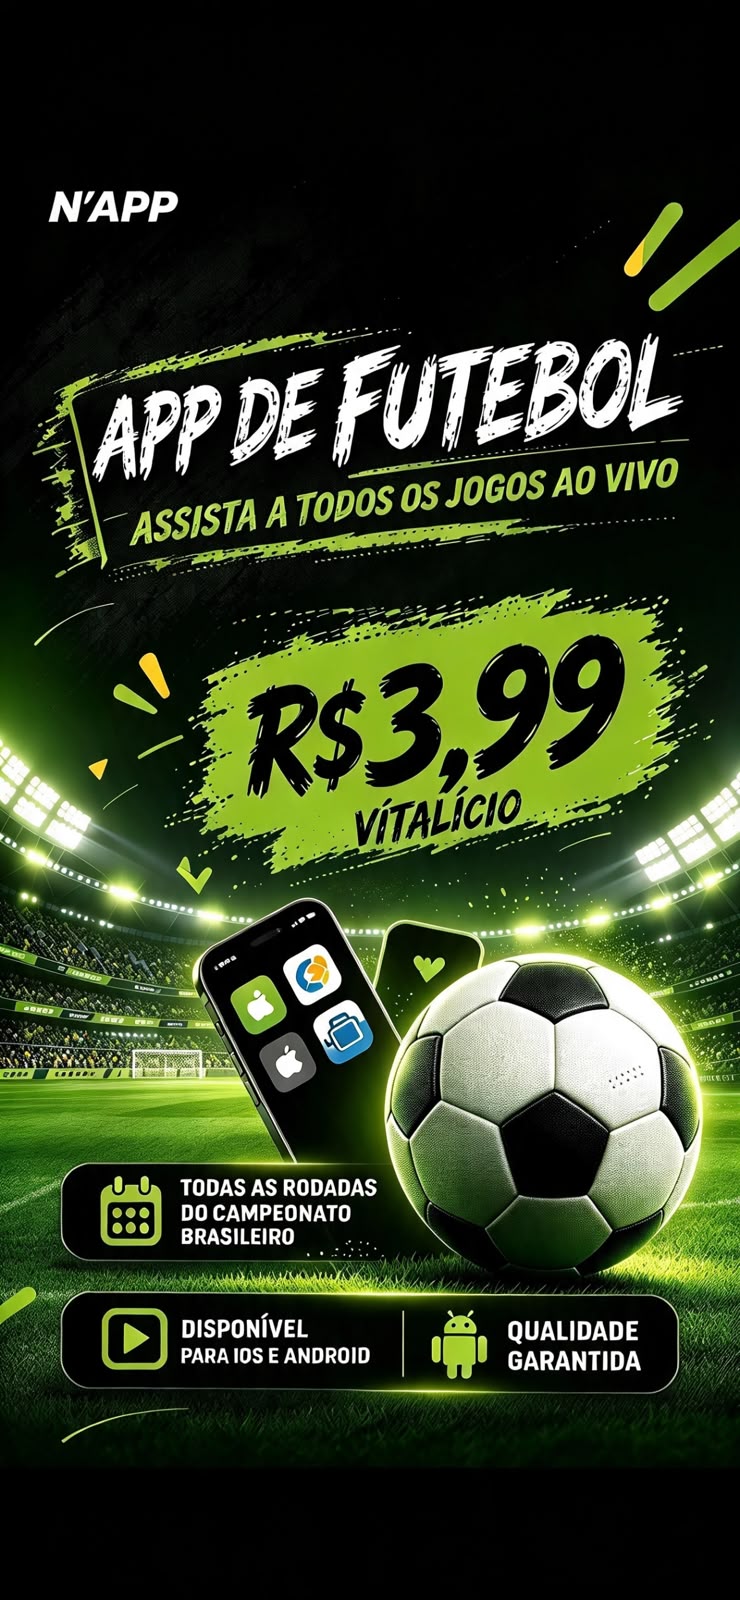 N'APP
APP DE FUTEBOL
ASSISTA A TODOS OS JOGOS AO VIVO
R$3,99
VÍTALÍCIO
TODAS AS RODADAS
DO CAMPEONATO
BRASILEIRO
DISPONÍVEL
PARA IOS E ANDROID
QUALIDADE
GARANTIDA